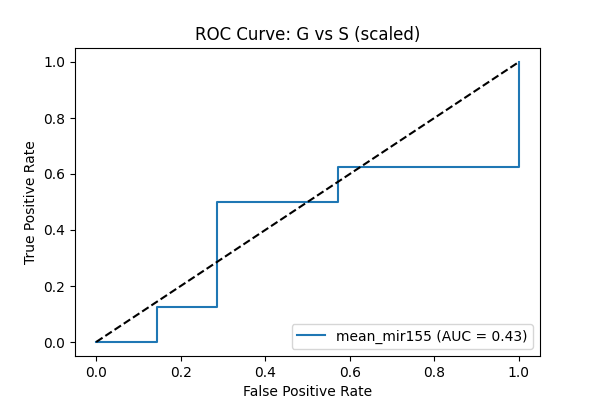 ROC Curve: G vs S (scaled)
True Positive Rate
1.0
0.8
0.6
0.4
0.2
0.0
mean_mir155 (AUC = 0.43)
0.0 0.2 0.4 0.6 0.8 1.0
False Positive Rate